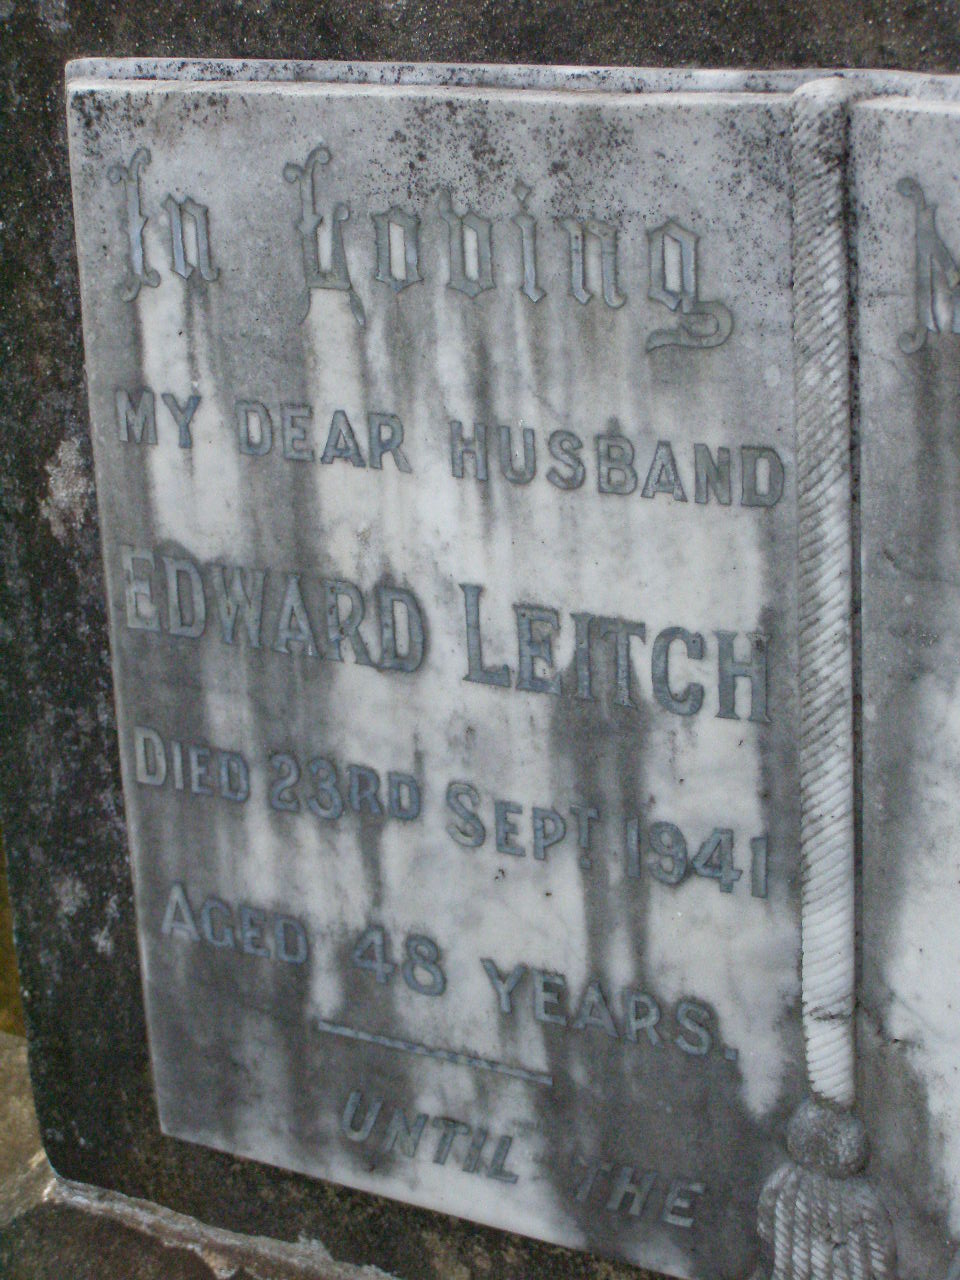 In Loving
MY DEAR HUSBAND
EDWARD LEITCH
DIED 23RD SEPT. 1941
AGED 48 YEARS.
UNTIL THE